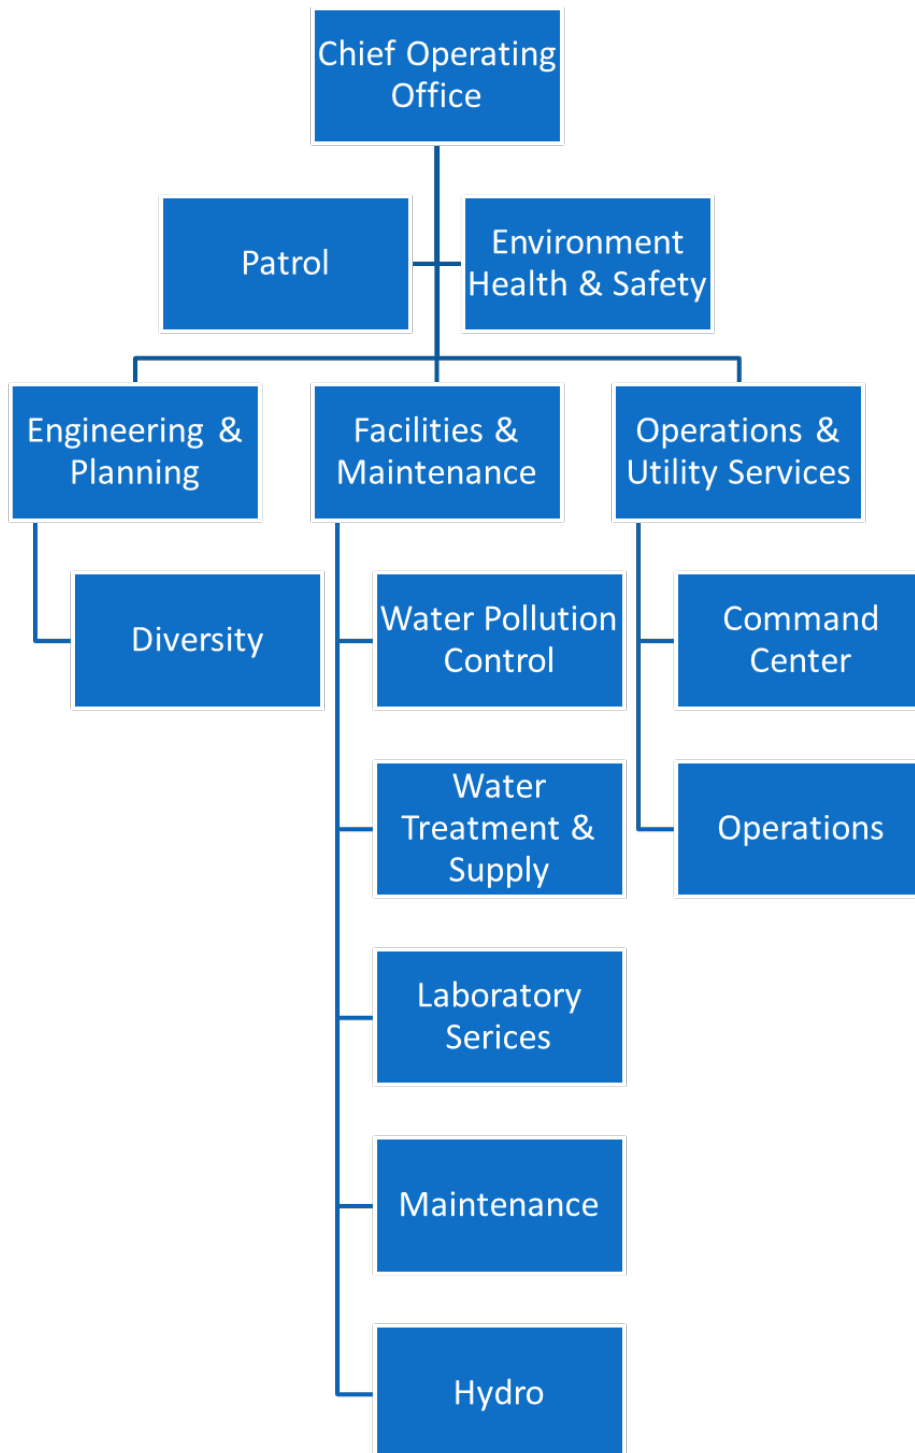 Chief Operating
Office
Patrol
Environment
Health & Safety
Engineering &
Planning
Facilities &
Maintenance
Operations &
Utility Services
Diversity
Water Pollution
Control
Command
Center
Water
Treatment &
Supply
Operations
Laboratory
Serices
Maintenance
Hydro